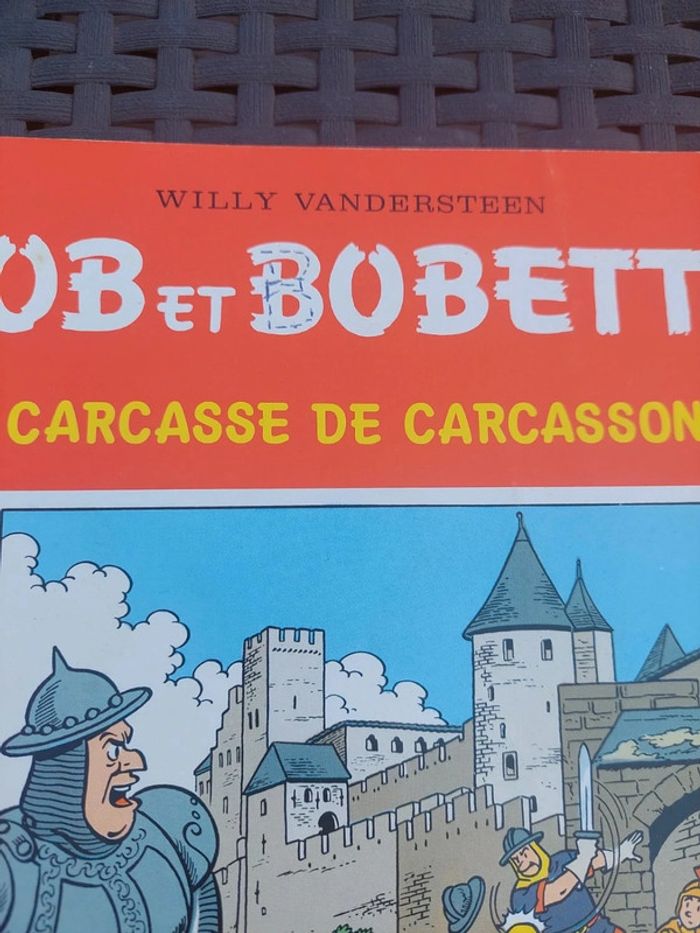 WILLY VANDERSTEEN
OB ET BOBETT
CARCASSE DE CARCASSON